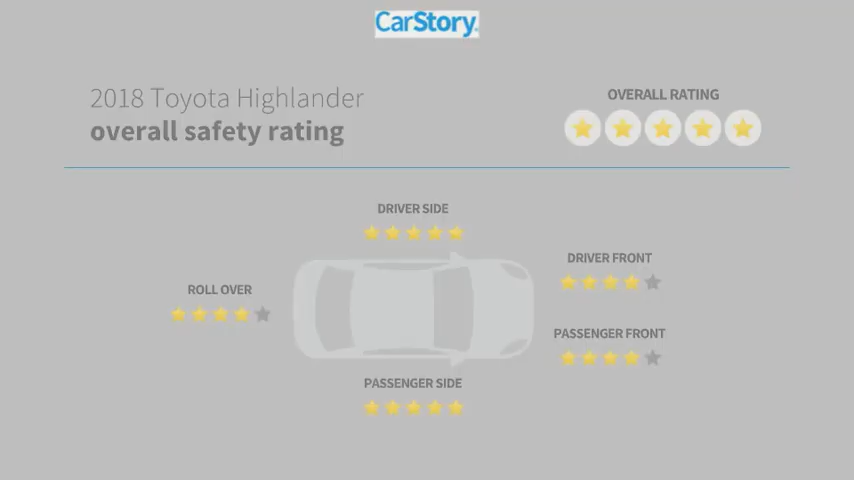 CarStory.
2018 Toyota Highlander
overall safety rating
OVERALL RATING
DRIVER SIDE
DRIVER FRONT
ROLL OVER
PASSENGER FRONT
PASSENGER SIDE